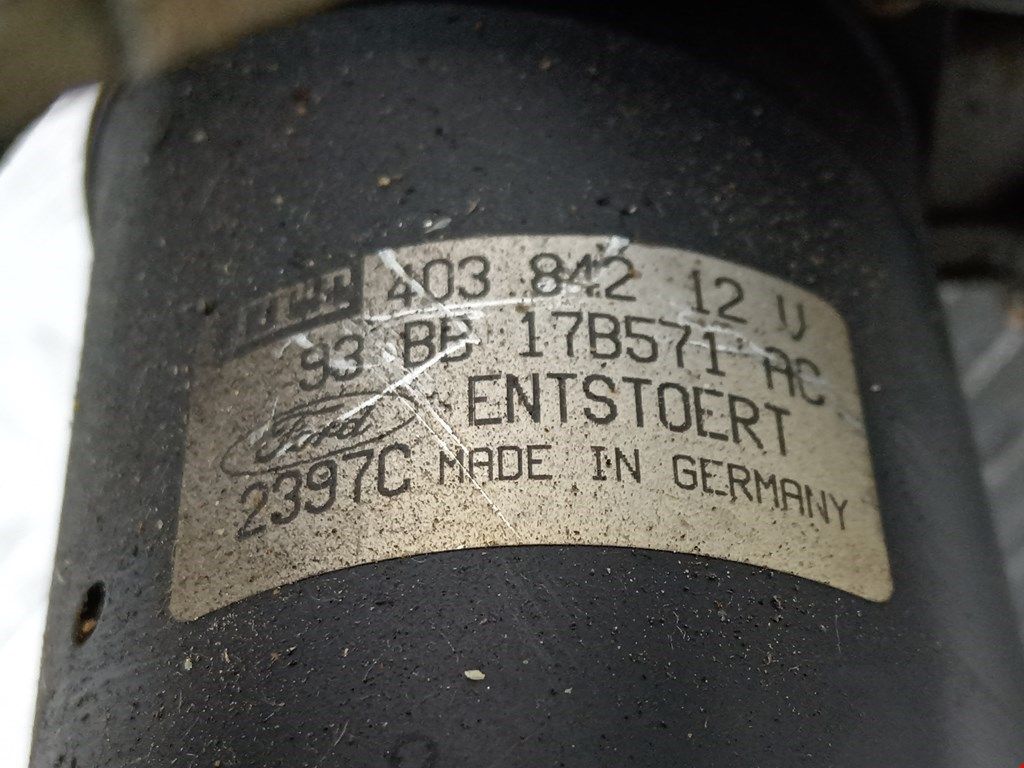 403 842 12 V
93 BB 17B571 AC
Ford ENTSTOERT
2397C MADE IN GERMANY